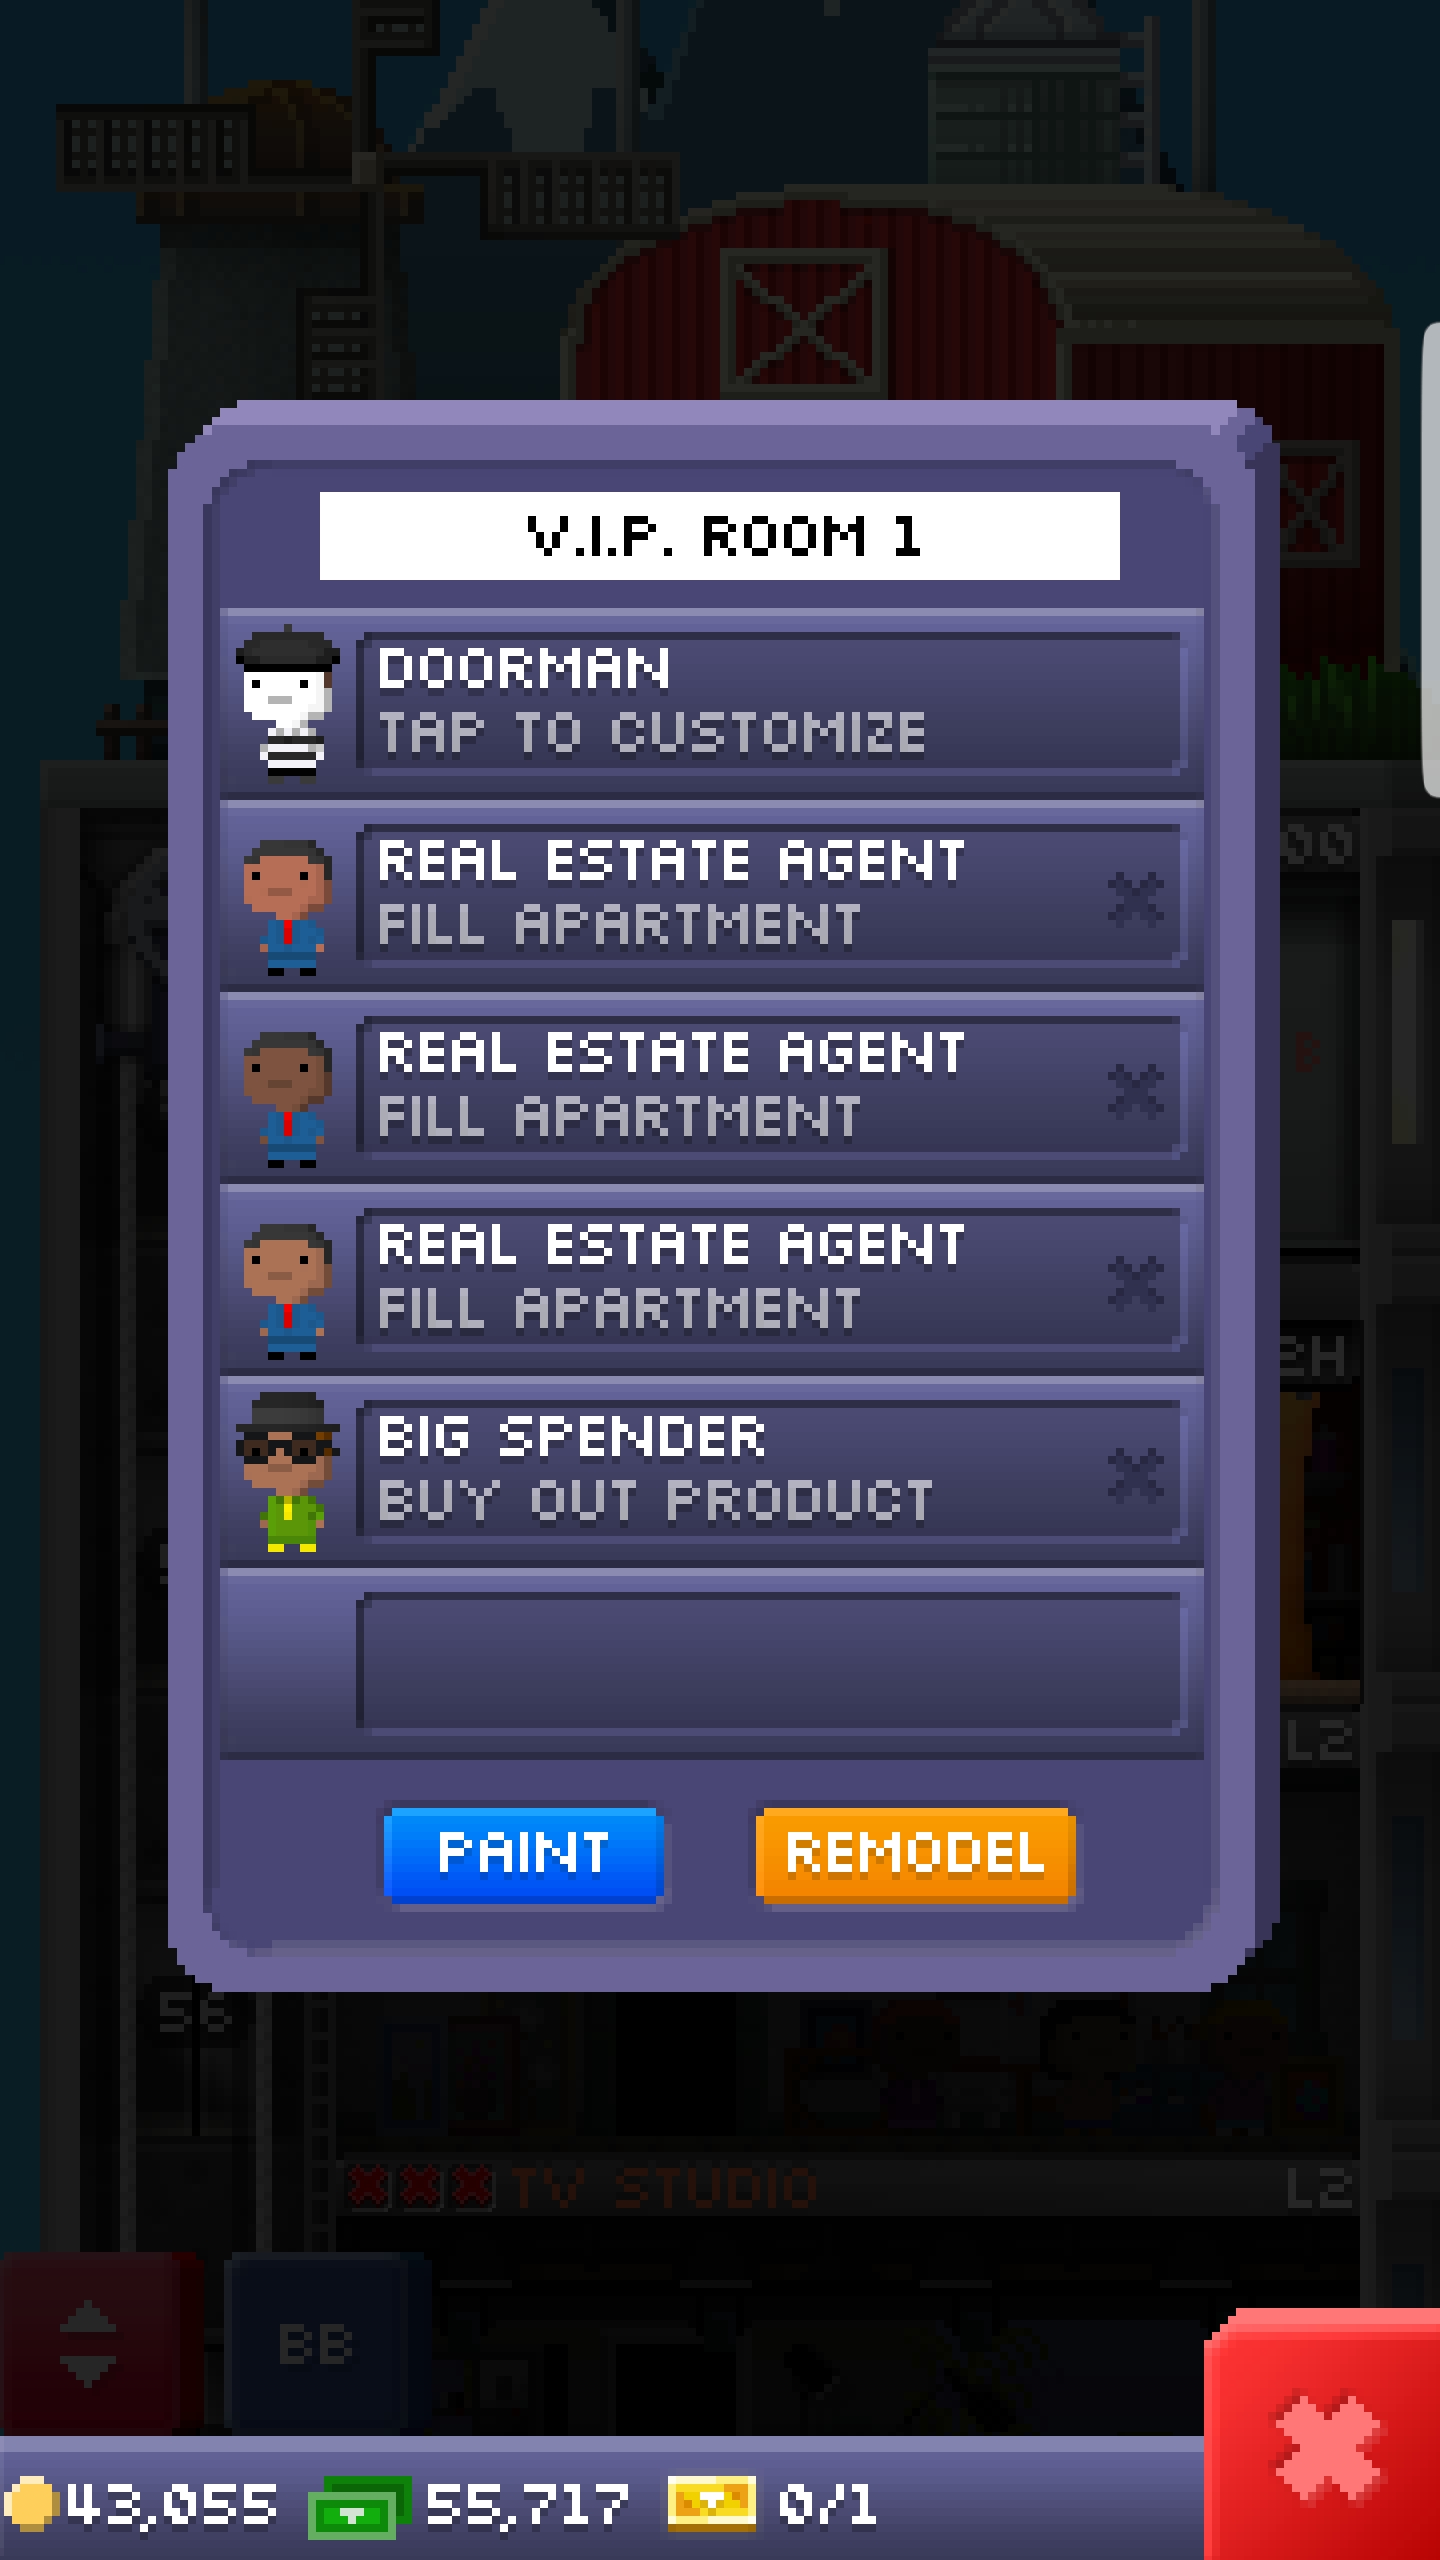 V.I.P. ROOM 1
DOORMAN
TAP TO CUSTOMIZE
REAL ESTATE AGENT
FILL APARTMENT
REAL ESTATE AGENT
FILL APARTMENT
REAL ESTATE AGENT
FILL APARTMENT
BIG SPENDER
BUY OUT PRODUCT
PAINT
REMODEL
L2
56
TV STUDIO
L2
BB
43,055
55,717
0/1